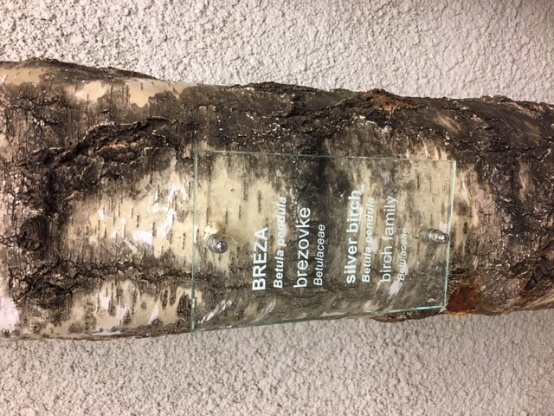 BREZA
Betula pendula
brezovke
Betulaceae
silver birch
Betula pendula
birch family
Betulaceae